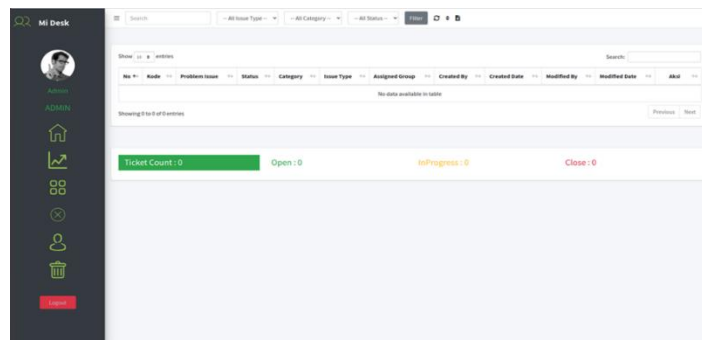 Mi Desk
Search
-- All Issue Type --
-- All Category --
-- All Status --
Filter
Admin
ADMIN
Logout
Show 10 entries
Search:
No Kode Problem Issue Status Category Issue Type Assigned Group Created By Created Date Modified By Modified Date Aksi
No data available in table
Showing 0 to 0 of 0 entries
Previous Next
Ticket Count : 0 Open : 0 InProgress : 0 Close : 0